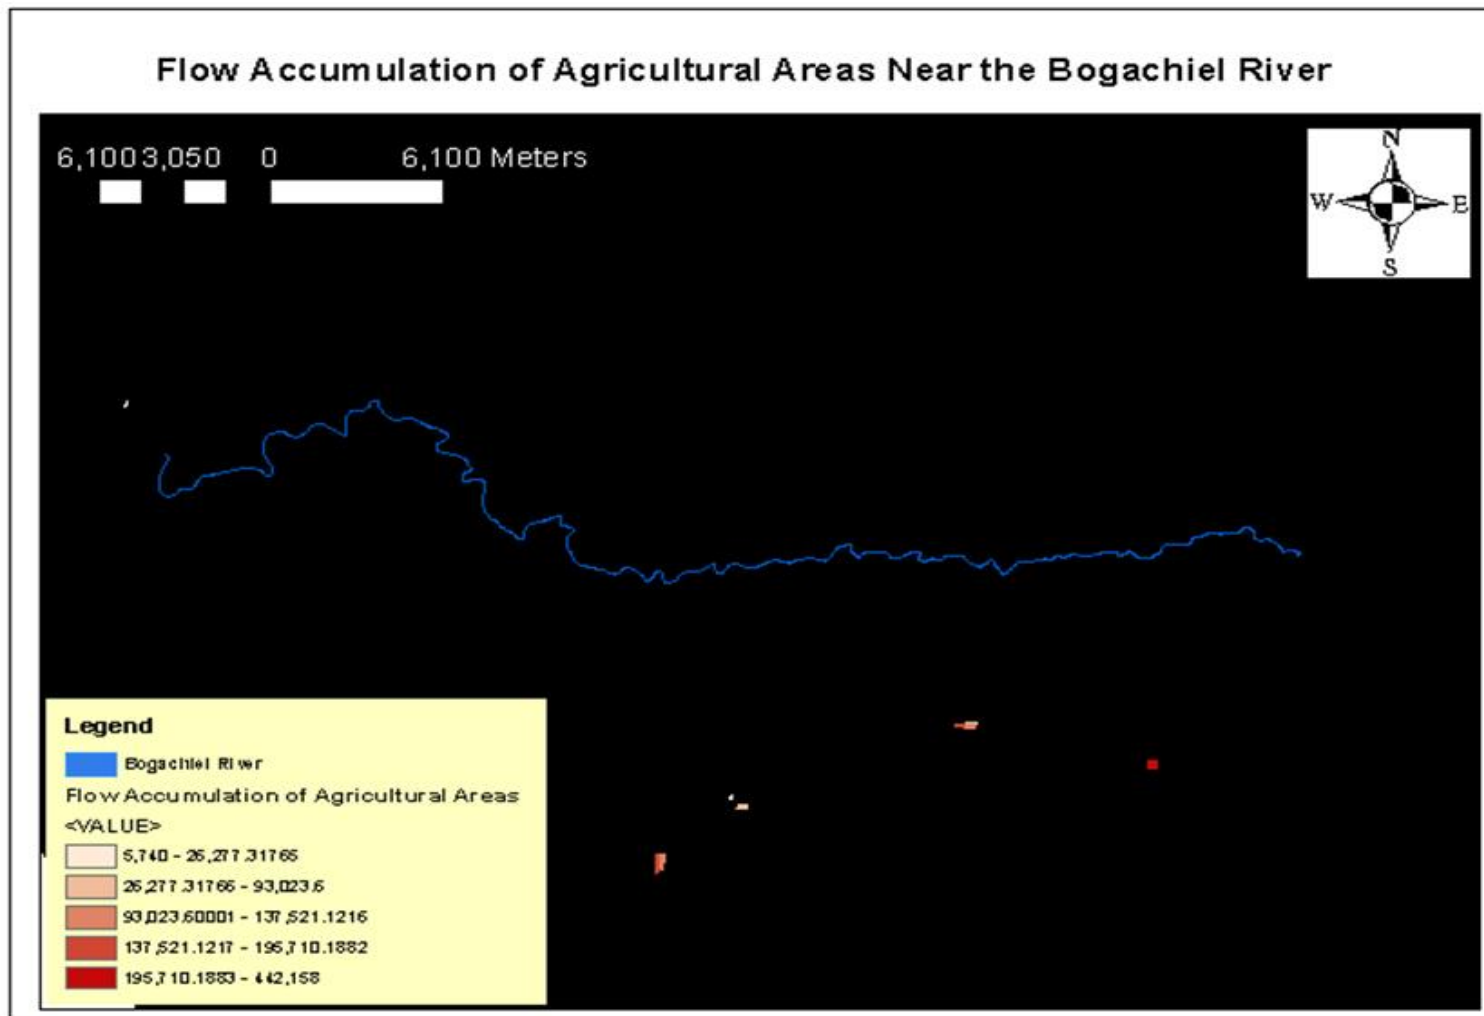 Flow Accumulation of Agricultural Areas Near the Bogachiel River
6,1003,050 0 6,100 Meters
N
W E
S
Legend
Bogachiel River
Flow Accumulation of Agricultural Areas
<VALUE>
5,740 - 26,277.31765
26,277.31766 - 93,023.6
93,023.60001 - 137,521.1216
137,521.1217 - 195,710.1882
195,710.1883 - 442,158